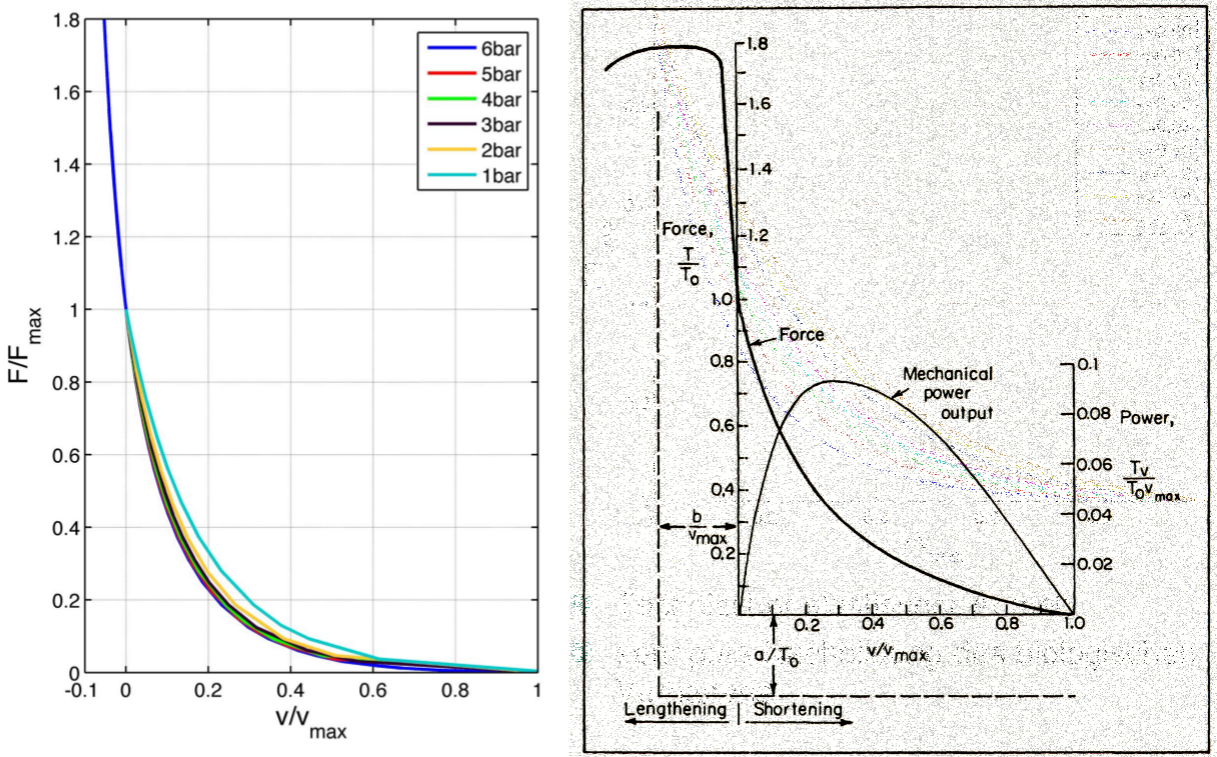 1.8
1.6
1.4
1.2
1
0.8
0.6
0.4
0.2
0
F/Fmax
6bar
5bar
4bar
3bar
2bar
1bar
-0.1 0 0.2 0.4 0.6 0.8 1
v/vmax
1.8
1.6
1.4
Force,
T/T0
1.2
1.0
0.8
0.6
0.4
0.2
Force
Mechanical
power
output
0.1
0.08
0.06
0.04
0.02
Power,
Tv/T0vmax
b/vmax
0.2 0.4 0.6 0.8 1.0
v/vmax
a/T0
Lengthening
Shortening